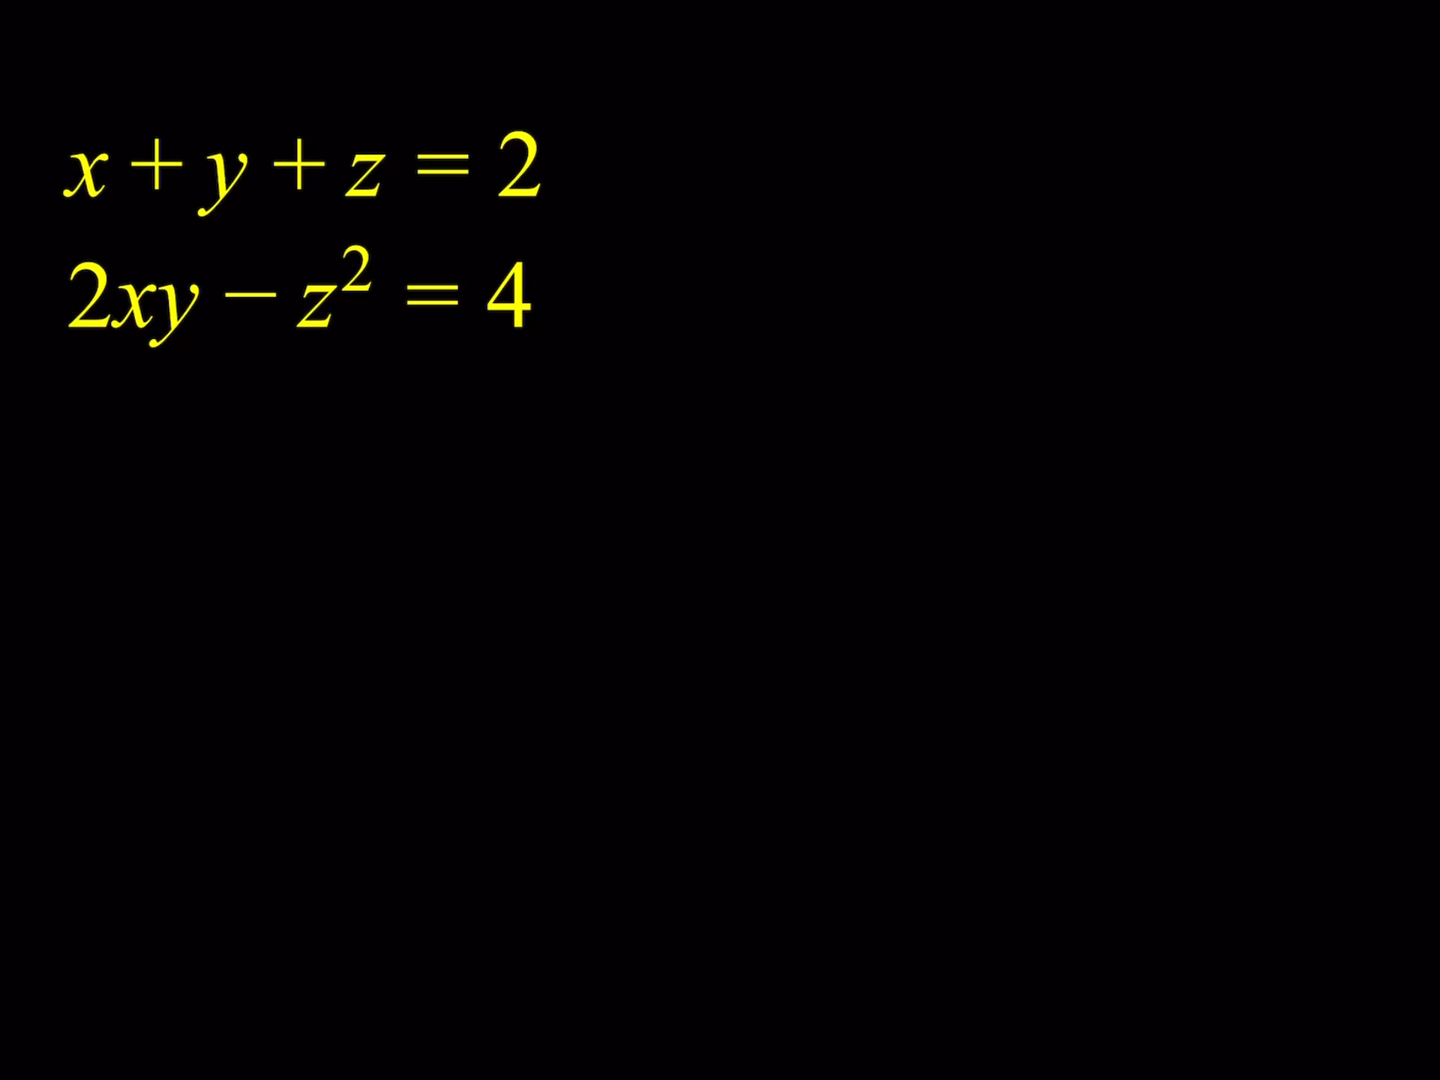 x + y + z = 2
2xy − z² = 4